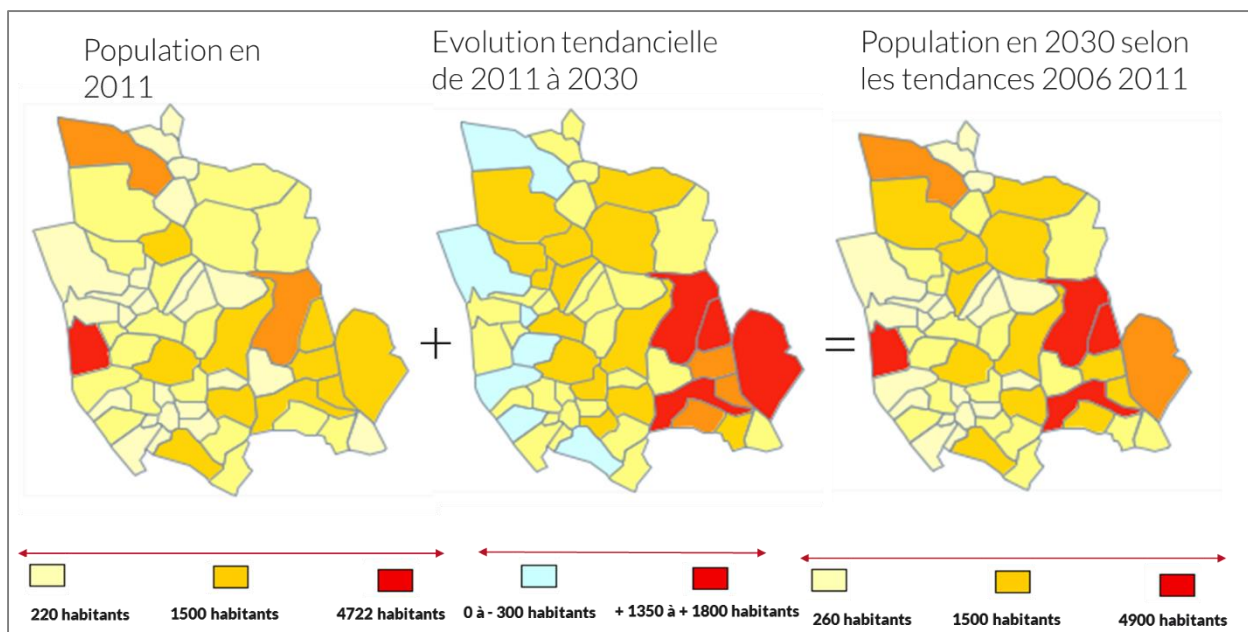 Population en
2011
Evolution tendancielle
de 2011 à 2030
Population en 2030 selon
les tendances 2006 2011
+
=
220 habitants
1500 habitants
4722 habitants
0 à - 300 habitants
+ 1350 à + 1800 habitants
260 habitants
1500 habitants
4900 habitants